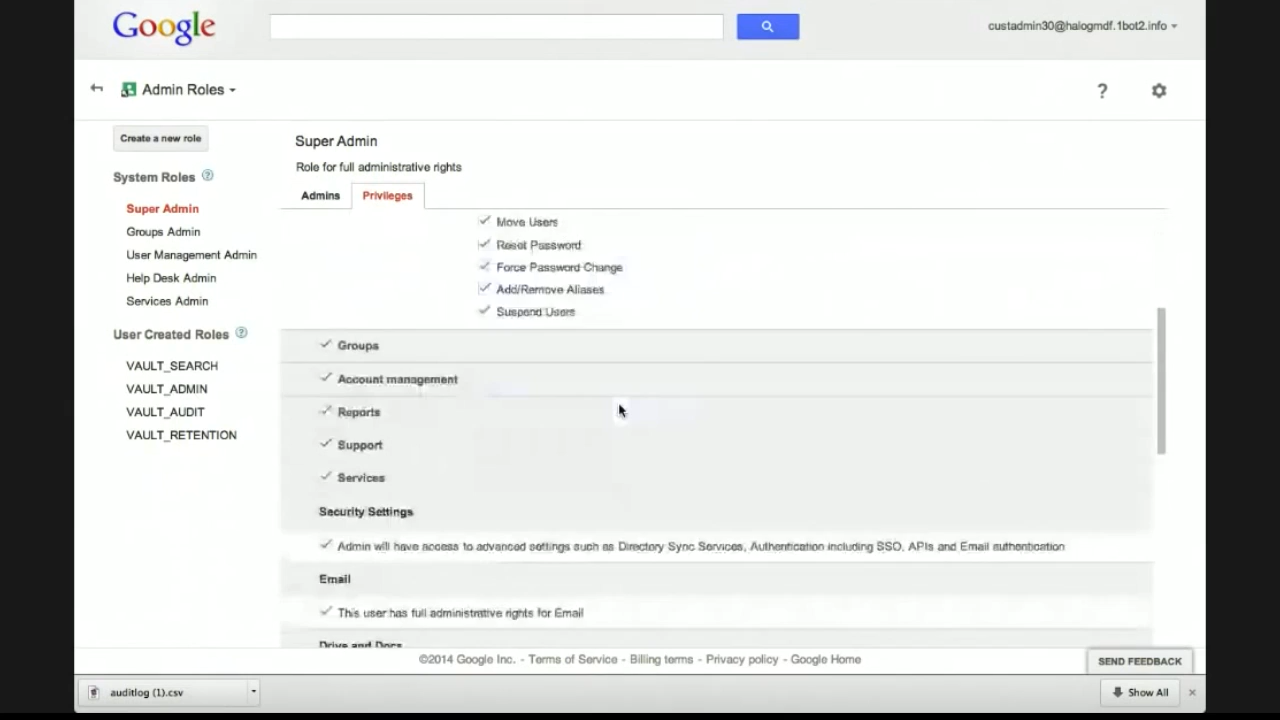 Google
custadmin30@halogmdf.1bot2.info
Admin Roles
?
Create a new role
System Roles ?
Super Admin
Groups Admin
User Management Admin
Help Desk Admin
Services Admin
User Created Roles ?
VAULT_SEARCH
VAULT_ADMIN
VAULT_AUDIT
VAULT_RETENTION
Super Admin
Role for full administrative rights
Admins
Privileges
Move Users
Reset Password
Force Password Change
Add/Remove Aliases
Suspend Users
Groups
Account management
Reports
Support
Services
Security Settings
Admin will have access to advanced settings such as Directory Sync Services, Authentication including SSO, APIs and Email authentication
Email
This user has full administrative rights for Email
Drive and Docs
©2014 Google Inc. - Terms of Service - Billing terms - Privacy policy - Google Home
SEND FEEDBACK
auditlog (1).csv
Show All